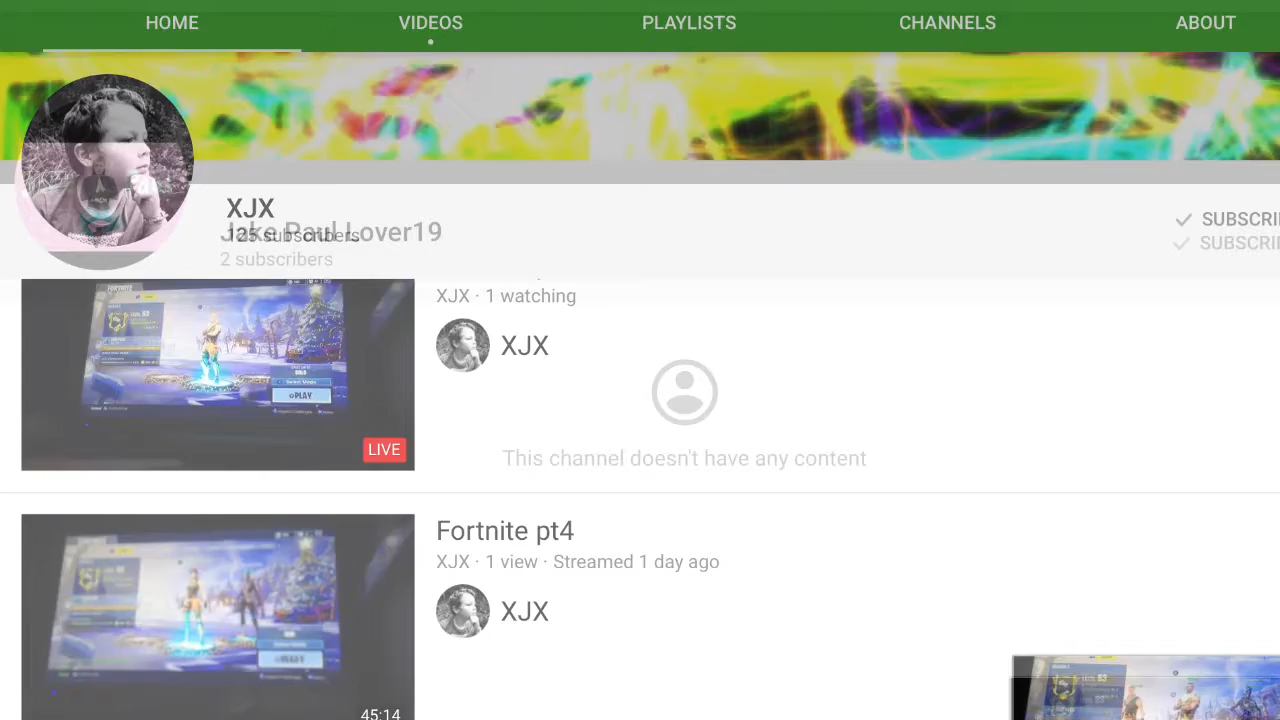 HOME VIDEOS PLAYLISTS CHANNELS ABOUT
XJX
125 subscribers
Jake Paul Lover19
2 subscribers
SUBSCRI
SUBSCRI
XJX · 1 watching
XJX
PLAY
LIVE
This channel doesn't have any content
Fortnite pt4
XJX · 1 view · Streamed 1 day ago
XJX
45:14